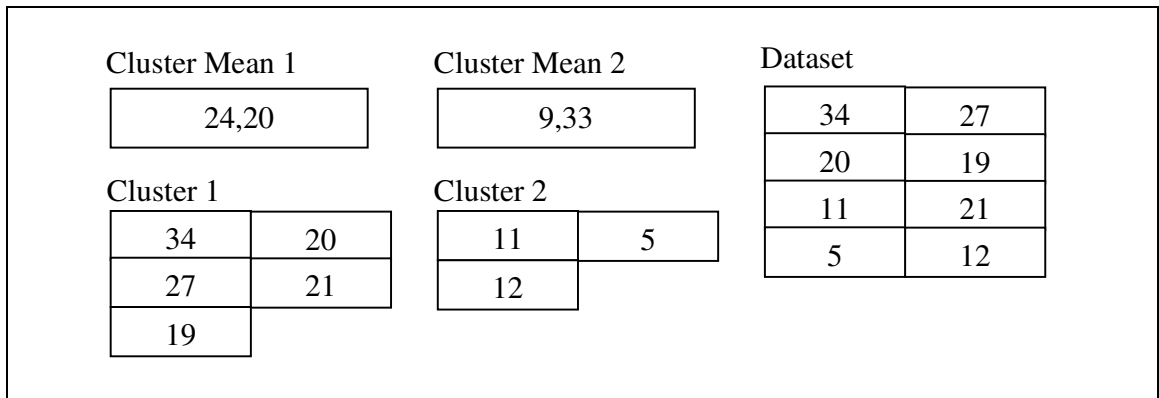 Cluster Mean 1
24,20
Cluster Mean 2
9,33
Dataset
34 27
20 19
11 21
5 12
Cluster 1
34 20
27 21
19
Cluster 2
11 5
12